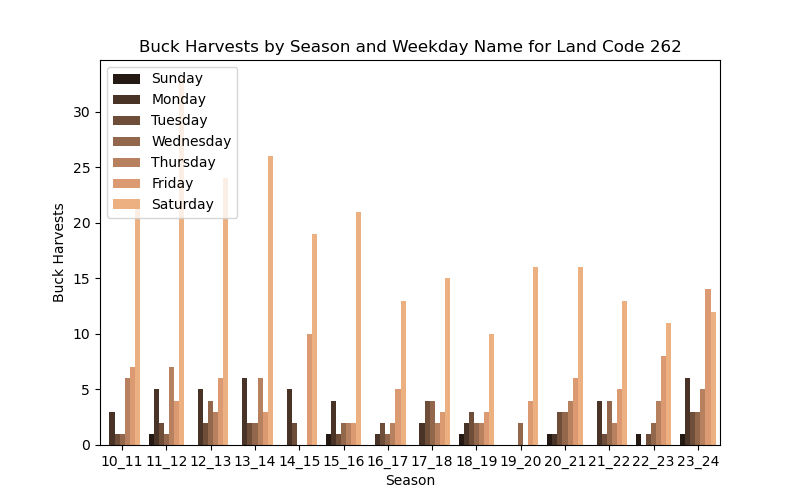 Buck Harvests by Season and Weekday Name for Land Code 262
Sunday
Monday
Tuesday
Wednesday
Thursday
Friday
Saturday
30
25
20
15
10
5
0
Buck Harvests
10_11 11_12 12_13 13_14 14_15 15_16 16_17 17_18 18_19 19_20 20_21 21_22 22_23 23_24
Season